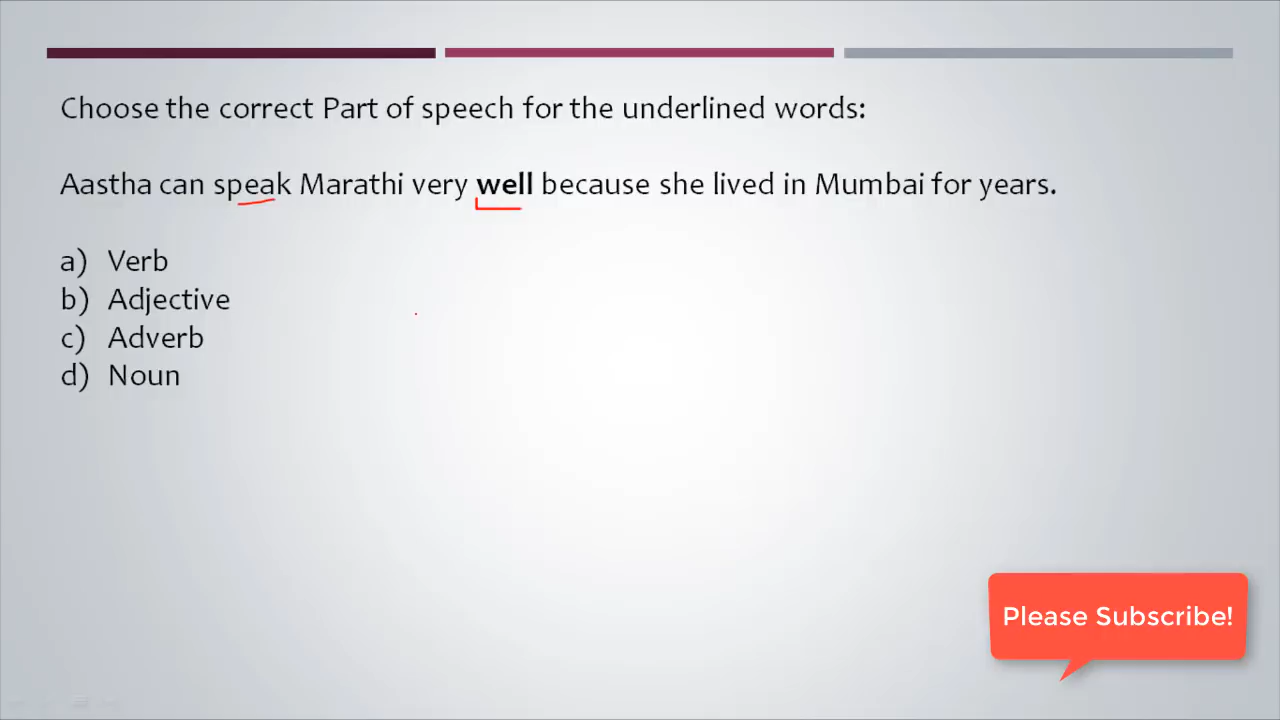 Choose the correct Part of speech for the underlined words:
Aastha can speak Marathi very well because she lived in Mumbai for years.
a) Verb
b) Adjective
c) Adverb
d) Noun
Please Subscribe!